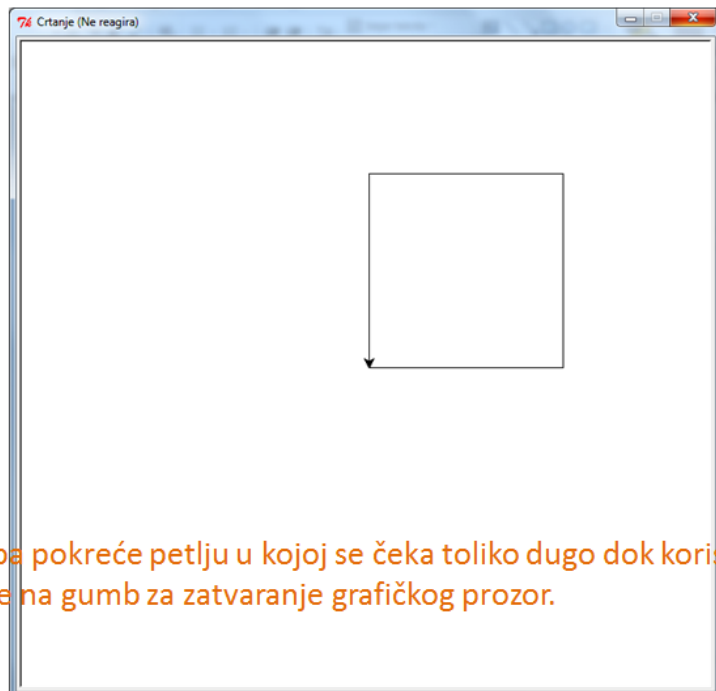 Crtanje (Ne reagira)
pokreće petlju u kojoj se čeka toliko dugo dok
na gumb za zatvaranje grafičkog prozor.